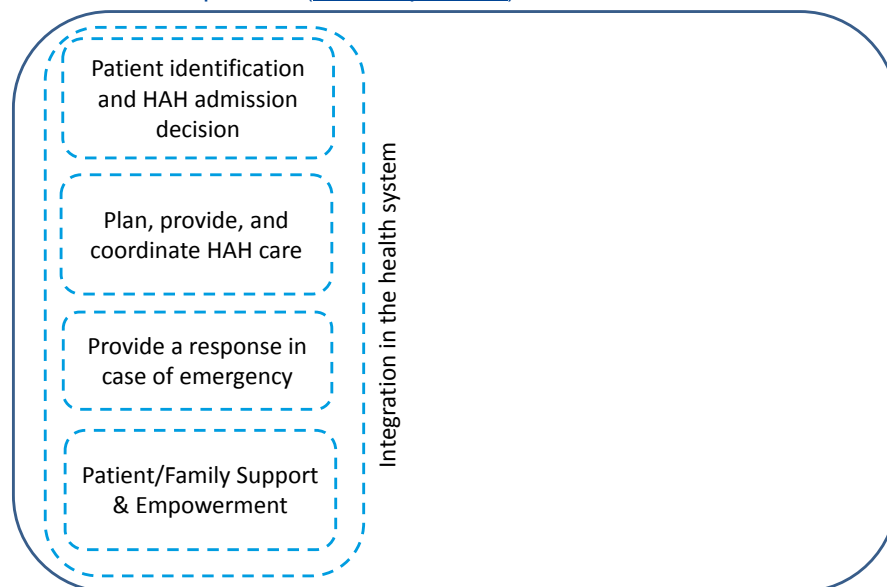 Patient identification
and HAH admission
decision
Plan, provide, and
coordinate HAH care
Provide a response in
case of emergency
Patient/Family Support
& Empowerment
Integration in the health system